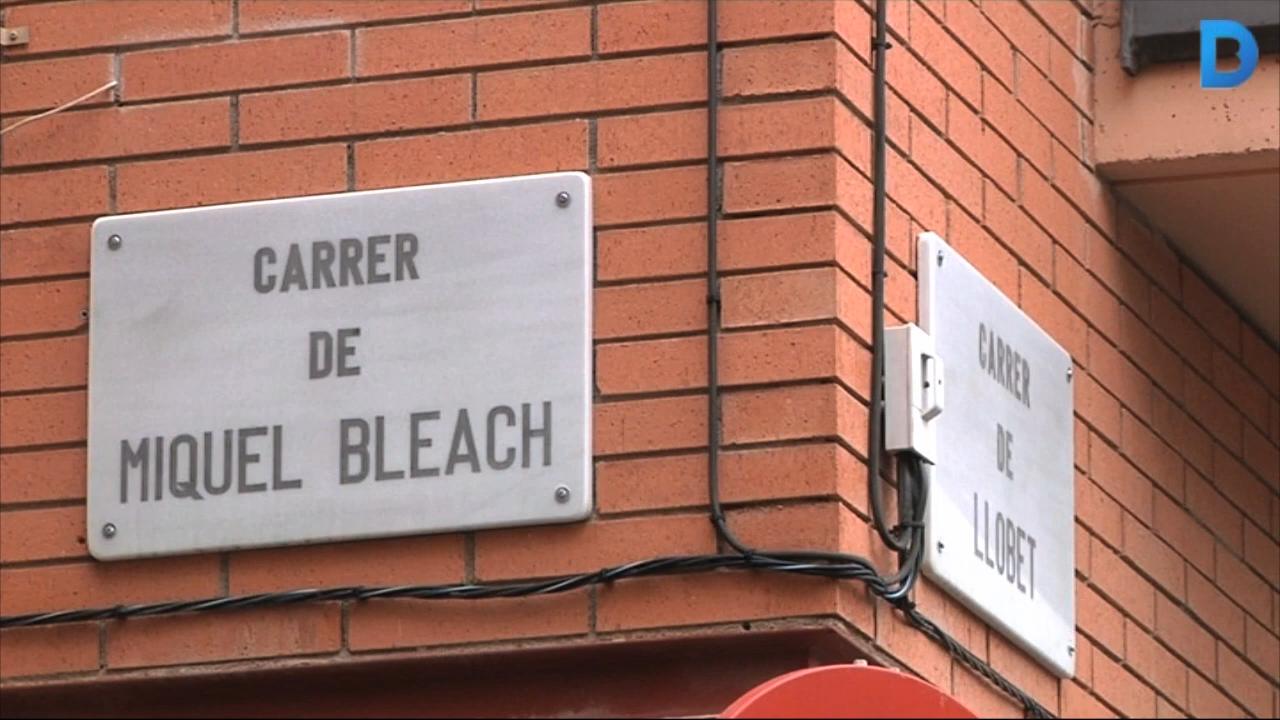 CARRER
DE
MIQUEL BLEACH
CARRER
DE
LLOBET
B